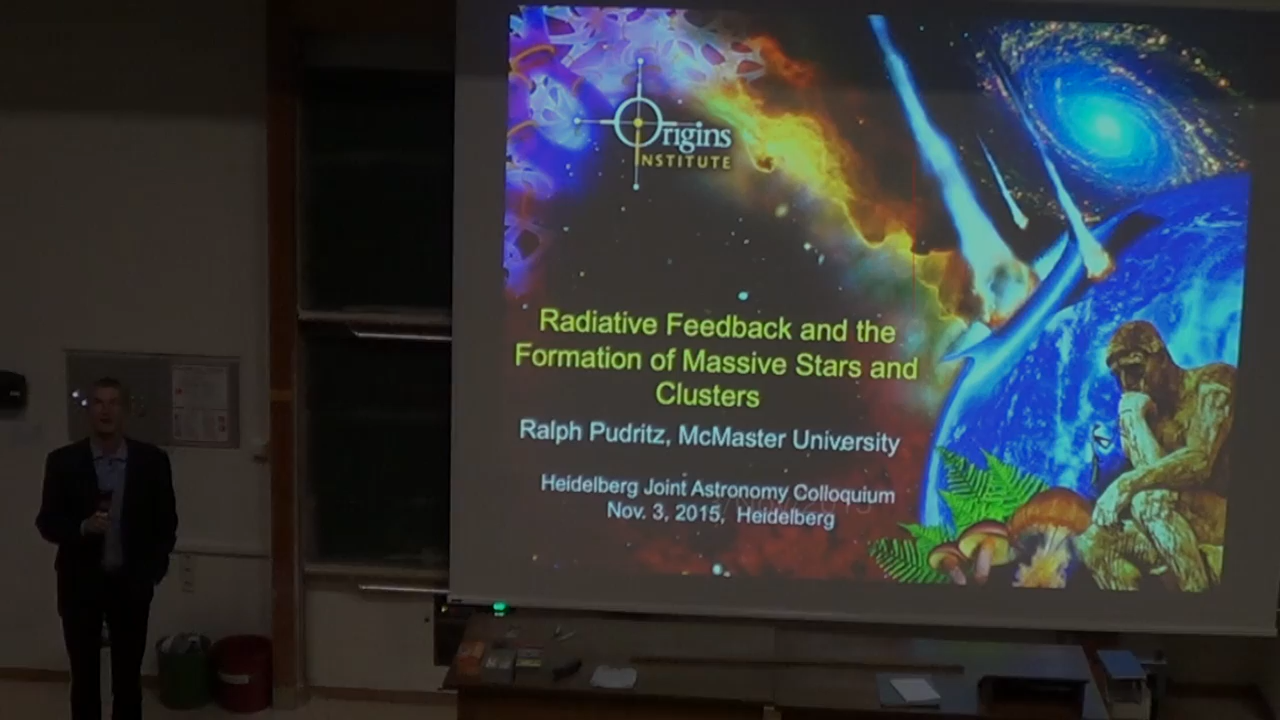 Origins
INSTITUTE
Radiative Feedback and the
Formation of Massive Stars and
Clusters
Ralph Pudritz, McMaster University
Heidelberg Joint Astronomy Colloquium
Nov. 3, 2015, Heidelberg